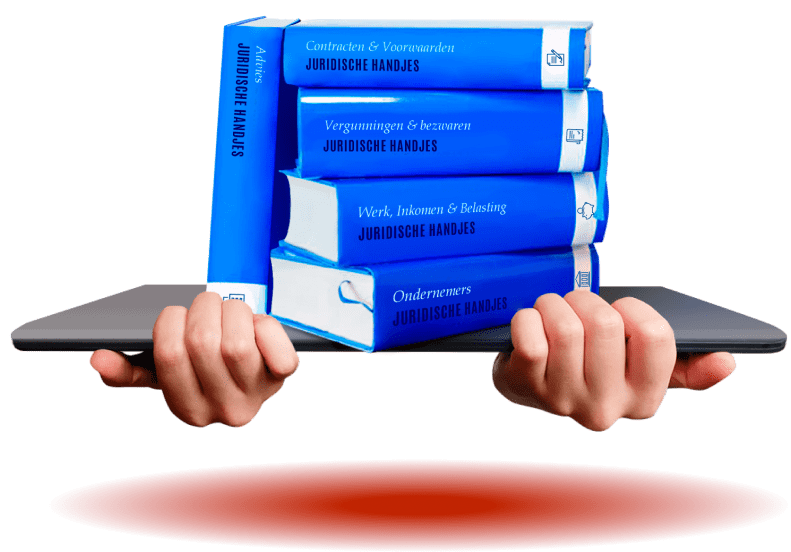 Advies
JURIDISCHE HANDJES
Contracten & Voorwaarden
JURIDISCHE HANDJES
Vergunningen & bezwaren
JURIDISCHE HANDJES
Werk, Inkomen & Belasting
JURIDISCHE HANDJES
Ondernemers
JURIDISCHE HANDJES